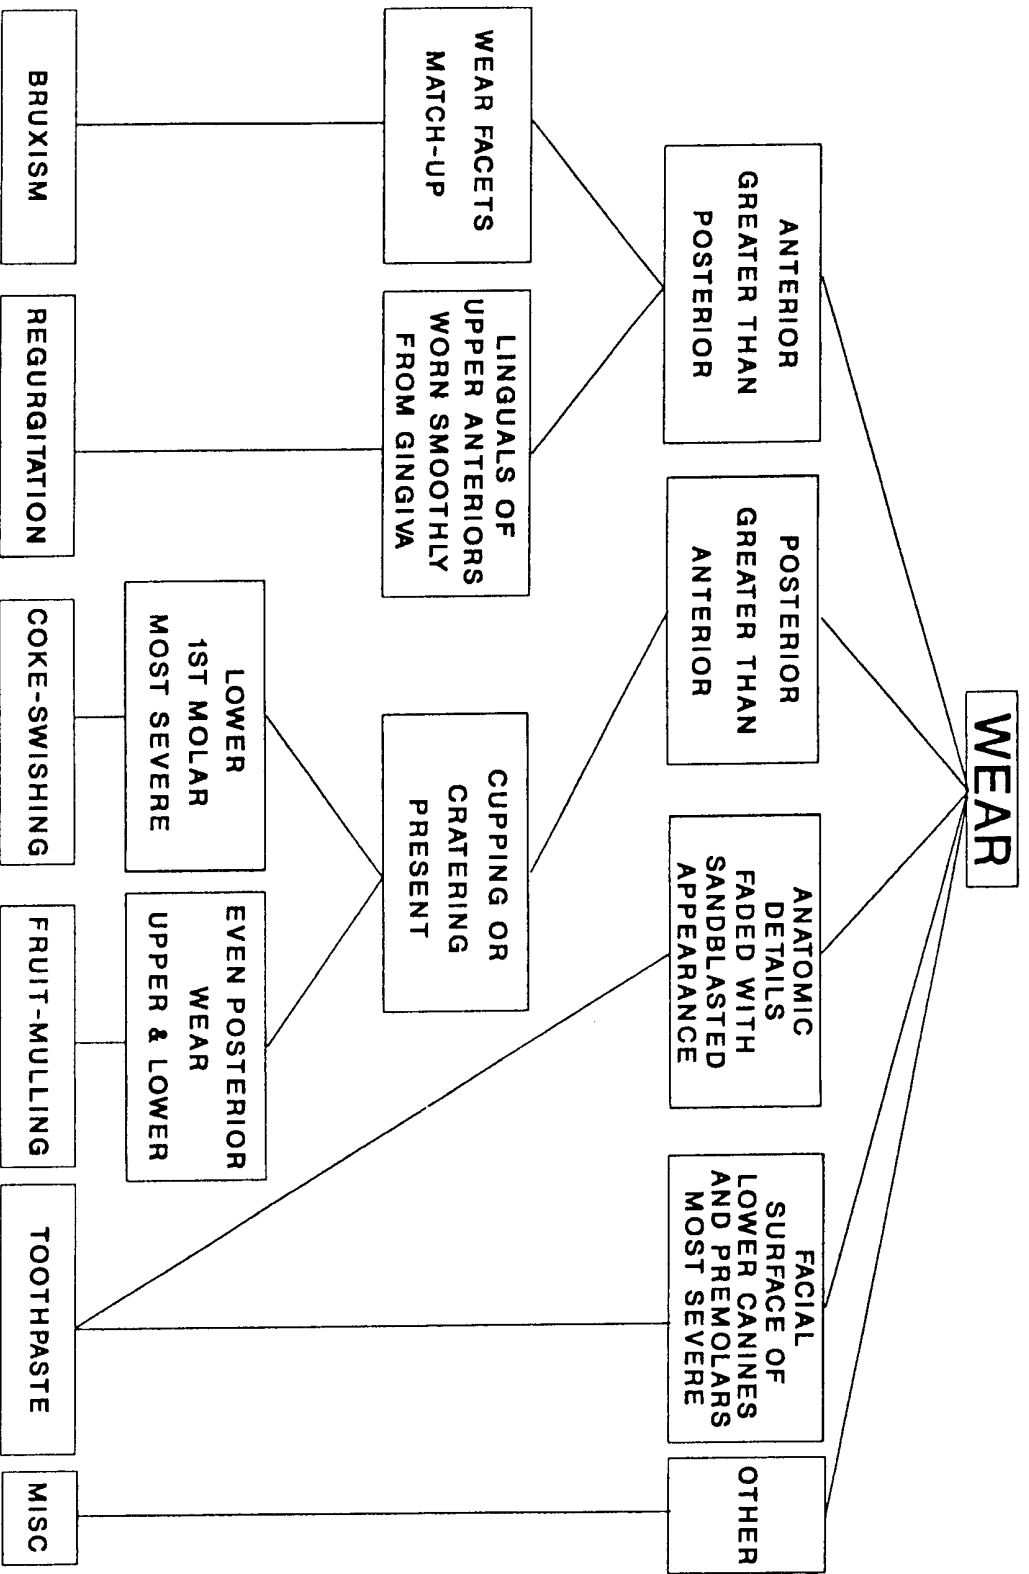 WEAR
ANTERIOR
GREATER THAN
POSTERIOR
POSTERIOR
GREATER THAN
ANTERIOR
ANATOMIC
DETAILS
FADED WITH
SANDBLASTED
APPEARANCE
FACIAL
SURFACE OF
LOWER CANINES
AND PREMOLARS
MOST SEVERE
OTHER
WEAR FACETS
MATCH-UP
LINGUALS OF
UPPER ANTERIORS
WORN SMOOTHLY
FROM GINGIVA
CUPPING OR
CRATERING
PRESENT
LOWER
1ST MOLAR
MOST SEVERE
EVEN POSTERIOR
WEAR
UPPER & LOWER
BRUXISM
REGURGITATION
COKE-SWISHING
FRUIT-MULLING
TOOTHPASTE
MISC